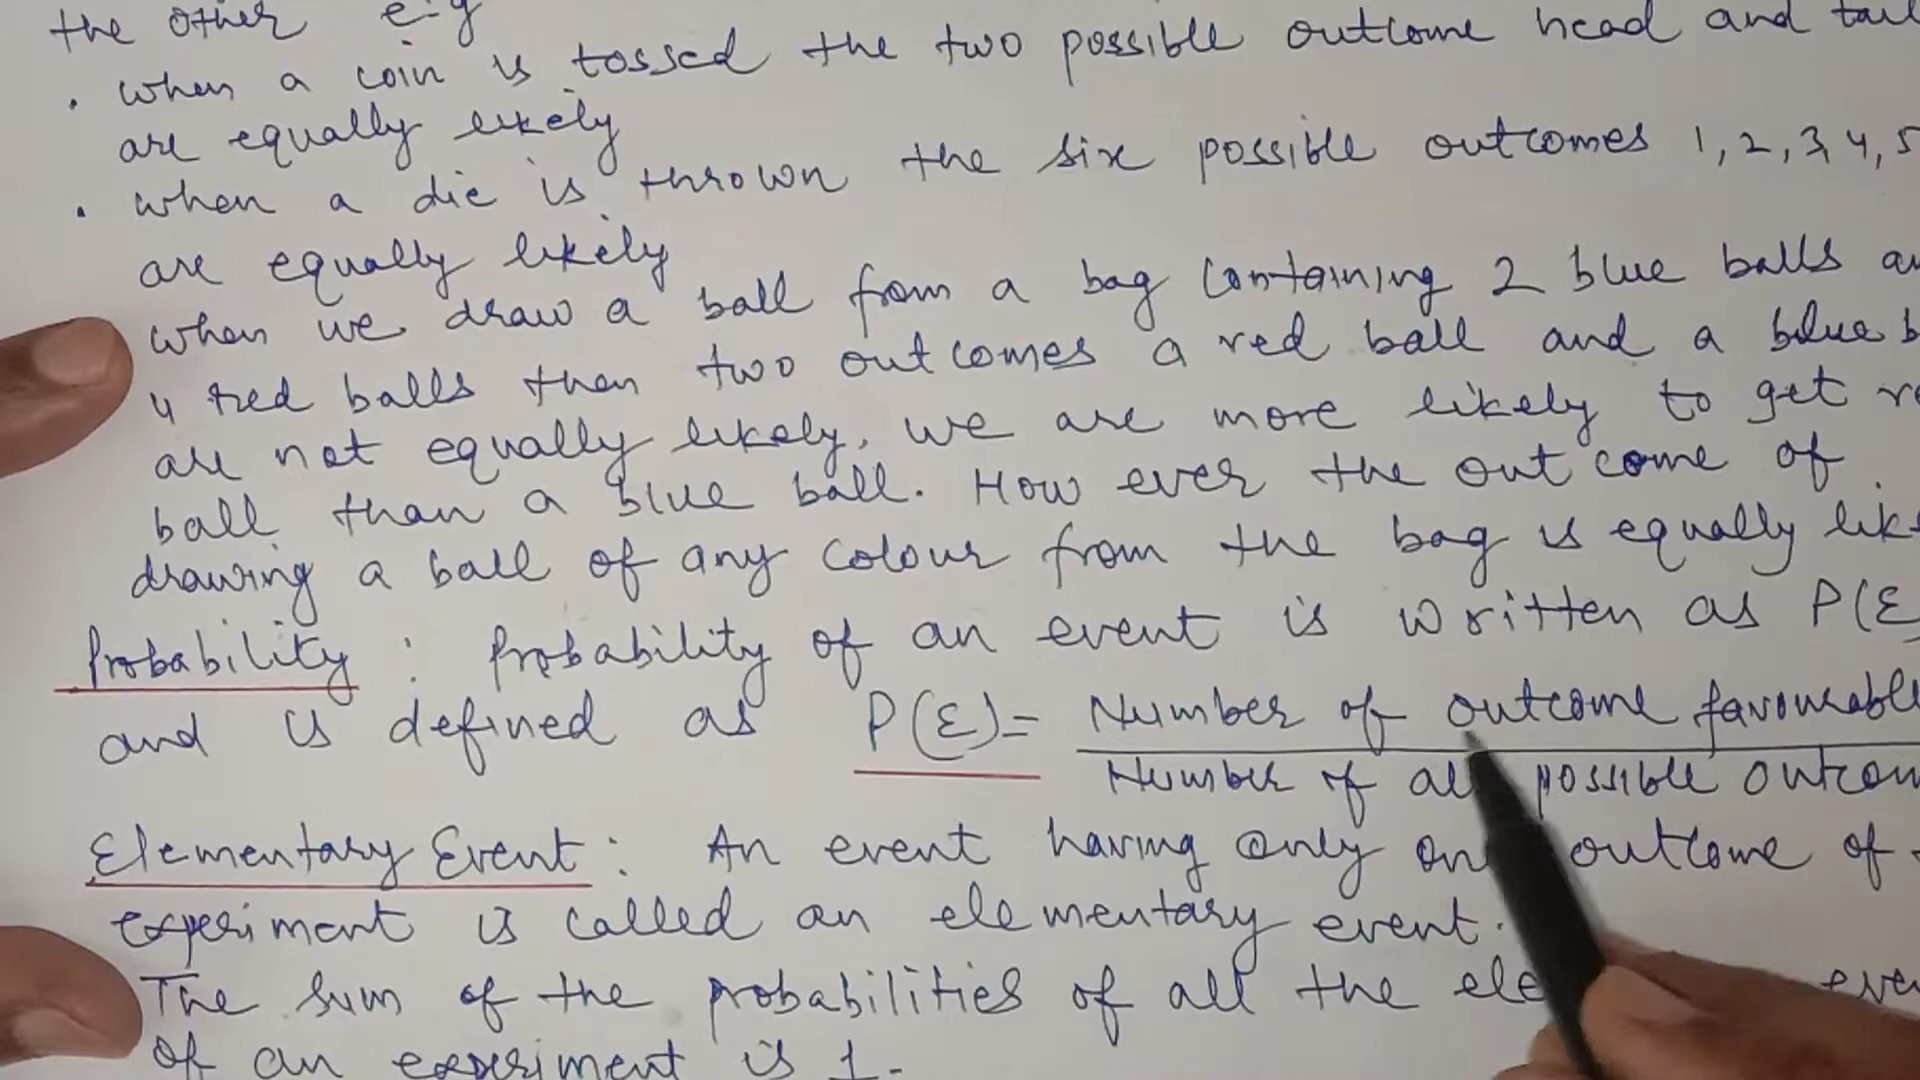 the other e.g
. when a coin is tossed the two possible outcome head and tail
are equally likely
. when a die is thrown the six possible outcomes 1, 2, 3, 4, 5
are equally likely
when we draw a ball from a bag containing 2 blue balls
4 red balls then two outcomes a red ball and a blue b
are not equally likely. we are more likely to get re
ball than a blue ball. How ever the out come of
drawing a ball of any colour from the bag is equally like
Probability : Probability of an event is written as P(E)
and is defined as P(E) = Number of outcome favourable
Number of all possible outcom
Elementary Event : An event having only one outcome of
experiment is called an elementary event.
The sum of the probabilities of all the ele eve
of an experiment is 1.